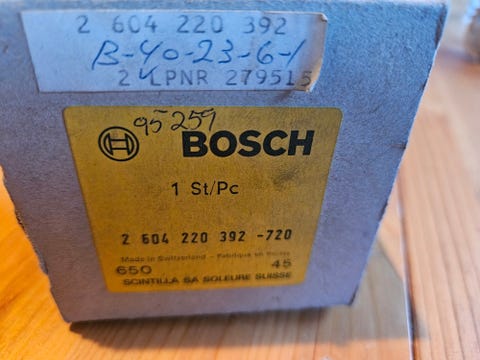 2 604 220 392
B-40-23-6-1
2 LPNR 279515
95259
BOSCH
1 St/Pc
2 604 220 392 -720
Made in Switzerland - Fabriqué en Suisse
650 45
SCINTILLA SA SOLEURE SUISSE